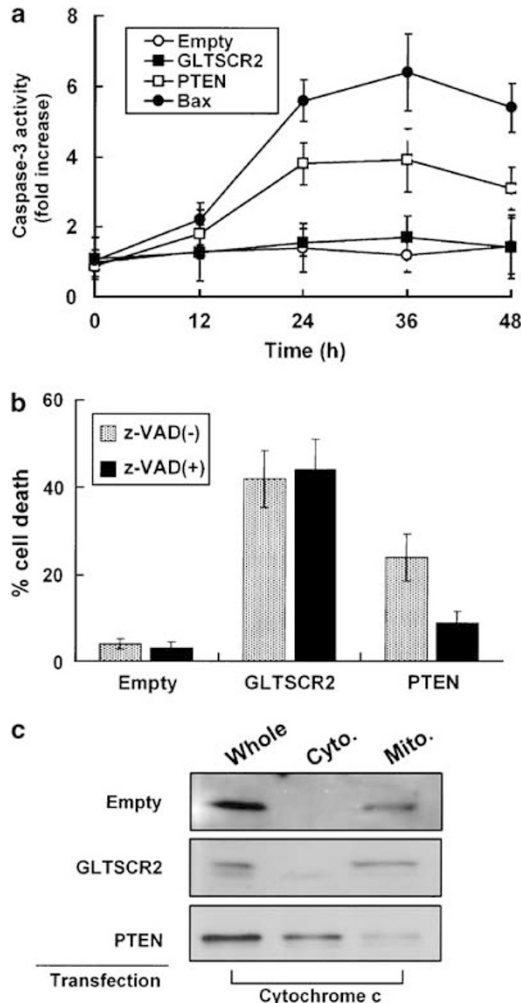 a
Caspase-3 activity
(fold increase)
8
6
4
2
0
Empty
GLTSCR2
PTEN
Bax
0 12 24 36 48
Time (h)
b
% cell death
60
40
20
0
z-VAD(-)
z-VAD(+)
Empty GLTSCR2 PTEN
c
Whole Cyto. Mito.
Empty
GLTSCR2
PTEN
Transfection
Cytochrome c